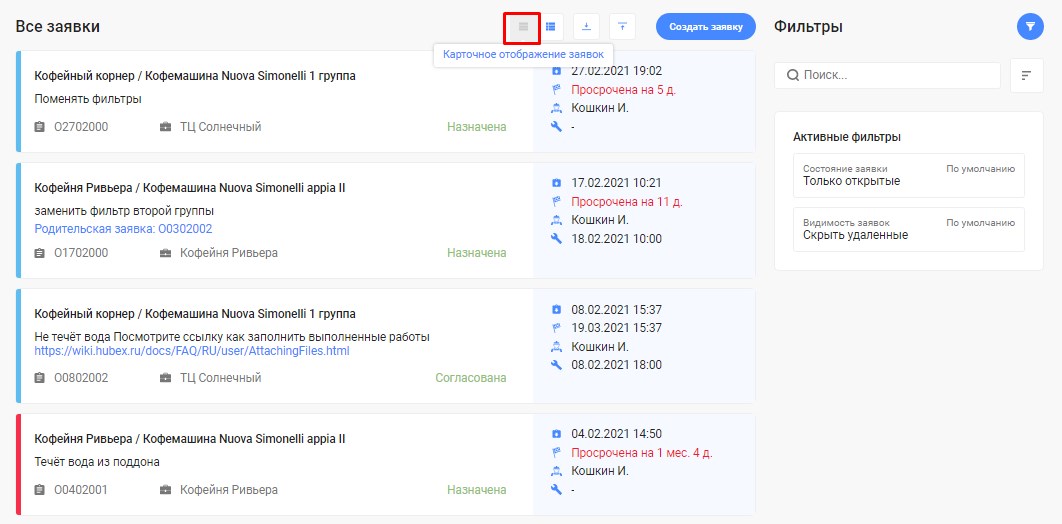 Все заявки
Создать заявку
Карточное отображение заявок
Кофейный корнер / Кофемашина Nuova Simonelli 1 группа
Поменять фильтры
O2702000
ТЦ Солнечный
Назначена
27.02.2021 19:02
Просрочена на 5 д.
Кошкин И.
-
Кофейня Ривьера / Кофемашина Nuova Simonelli appia II
заменить фильтр второй группы
Родительская заявка: O0302002
O1702000
Кофейня Ривьера
Назначена
17.02.2021 10:21
Просрочена на 11 д.
Кошкин И.
18.02.2021 10:00
Кофейный корнер / Кофемашина Nuova Simonelli 1 группа
Не течёт вода Посмотрите ссылку как заполнить выполненные работы
https://wiki.hubex.ru/docs/FAQ/RU/user/AttachingFiles.html
O0802002
ТЦ Солнечный
Согласована
08.02.2021 15:37
19.03.2021 15:37
Кошкин И.
08.02.2021 18:00
Кофейня Ривьера / Кофемашина Nuova Simonelli appia II
Течёт вода из поддона
O0402001
Кофейня Ривьера
Назначена
04.02.2021 14:50
Просрочена на 1 мес. 4 д.
Кошкин И.
-
Фильтры
Поиск...
Активные фильтры
Состояние заявки
По умолчанию
Только открытые
Видимость заявок
По умолчанию
Скрыть удаленные